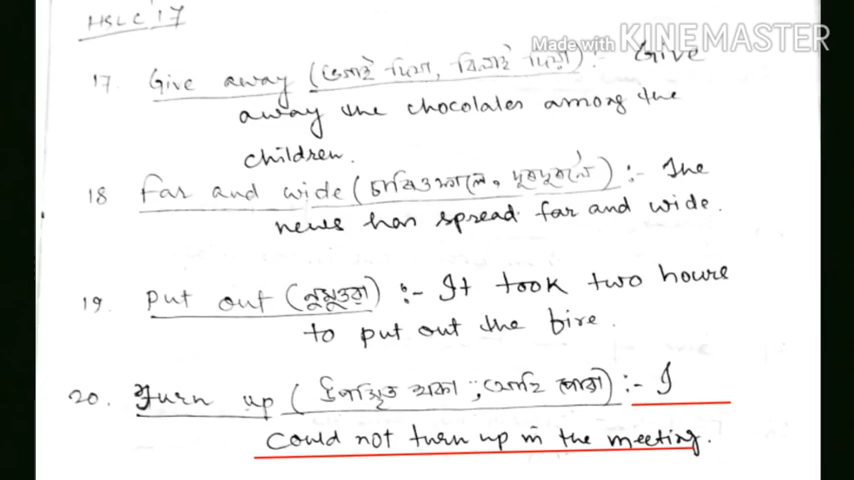 HSLC '17
Made with KINEMASTER
17 Give away (দিয়া, বিলাই দিয়া) :- Give
away the chocolates among the
children.
18 Far and wide (চাৰিওফালে, দূৰদূৰণিলৈ) :- The
news has spread far and wide.
19 Put out (নুমুওৱা) :- It took two hours
to put out the fire.
20. Turn up (উপস্থিত থকা ; পোৱা) :- I
could not turn up in the meeting.